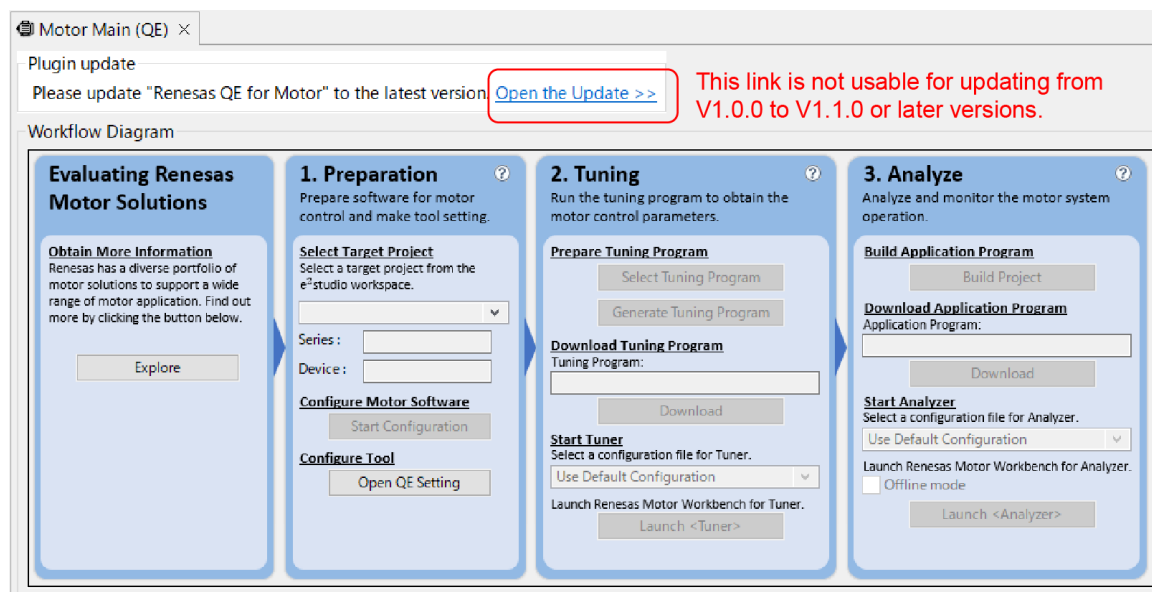 Motor Main (QE)
Plugin update
Please update "Renesas QE for Motor" to the latest version. Open the Update >>
This link is not usable for updating from
V1.0.0 to V1.1.0 or later versions.
Workflow Diagram
Evaluating Renesas
Motor Solutions
Obtain More Information
Renesas has a diverse portfolio of
motor solutions to support a wide
range of motor application. Find out
more by clicking the button below.
Explore
1. Preparation ?
Prepare software for motor
control and make tool setting.
Select Target Project
Select a target project from the
e²studio workspace.
Series :
Device :
Configure Motor Software
Start Configuration
Configure Tool
Open QE Setting
2. Tuning ?
Run the tuning program to obtain the
motor control parameters.
Prepare Tuning Program
Select Tuning Program
Generate Tuning Program
Download Tuning Program
Tuning Program:
Download
Start Tuner
Select a configuration file for Tuner.
Use Default Configuration
Launch Renesas Motor Workbench for Tuner.
Launch <Tuner>
3. Analyze ?
Analyze and monitor the motor system
operation.
Build Application Program
Build Project
Download Application Program
Application Program:
Download
Start Analyzer
Select a configuration file for Analyzer.
Use Default Configuration
Launch Renesas Motor Workbench for Analyzer.
Offline mode
Launch <Analyzer>